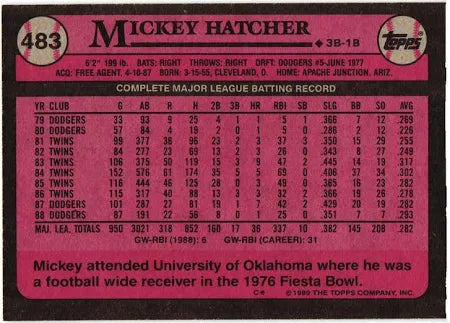 483
MICKEY HATCHER
◆ 3B-1B
Topps
6'2" 199 lb. BATS: RIGHT THROWS: RIGHT DRFT: DODGERS #5-JUNE 1977
ACQ: FREE AGENT, 4-10-87 BORN: 3-15-55, CLEVELAND, O. HOME: APACHE JUNCTION, ARIZ.
COMPLETE MAJOR LEAGUE BATTING RECORD
YR CLUB G AB R H 2B 3B HR RBI SB SLG BB SO AVG
79 DODGERS 33 93 9 25 4 1 1 5 1 .366 7 12 .269
80 DODGERS 57 84 4 19 2 0 1 5 0 .286 2 12 .226
81 TWINS 99 377 36 96 23 2 3 37 3 .350 15 29 .255
82 TWINS 84 277 23 69 13 2 3 26 0 .343 8 27 .249
83 TWINS 106 375 50 119 15 3 9 47 2 .445 14 19 .317
84 TWINS 152 576 61 174 35 5 5 69 0 .406 37 34 .302
85 TWINS 116 444 46 125 28 0 3 49 0 .365 16 23 .282
86 TWINS 115 317 40 88 13 3 3 32 2 .366 19 26 .278
87 DODGERS 101 287 27 81 19 1 7 42 2 .429 20 19 .282
88 DODGERS 88 191 22 56 8 0 1 25 0 .351 7 7 .293
MAJ. LEA. TOTALS 950 3021 318 852 160 17 36 337 10 .382 145 208 .282
GW-RBI (1988): 6 GW-RBI (CAREER): 31
Mickey attended University of Oklahoma where he was
a football wide receiver in the 1976 Fiesta Bowl.
C* © 1989 THE TOPPS COMPANY, INC.